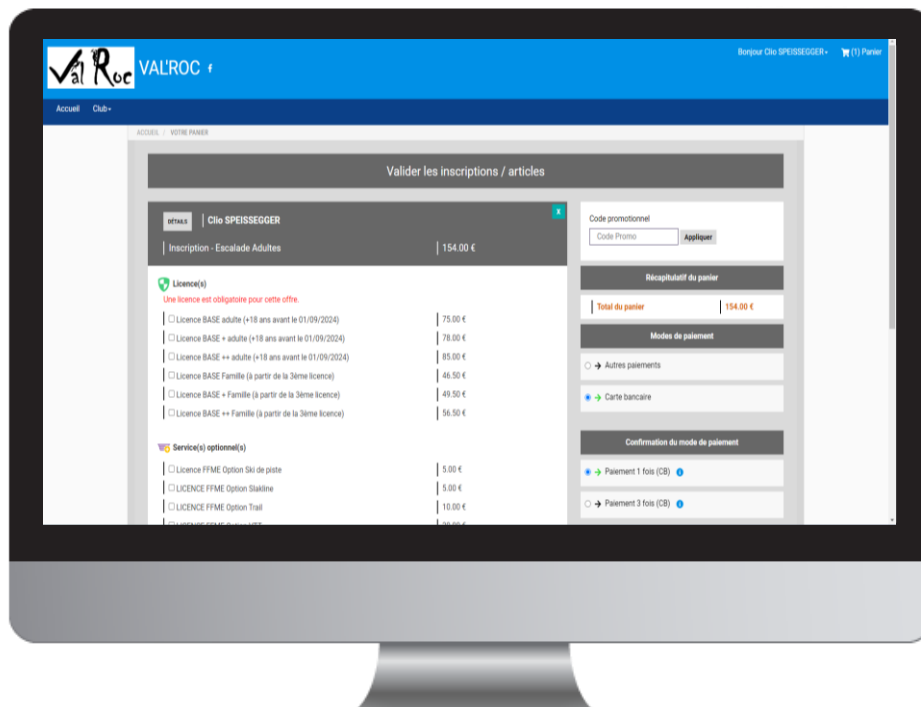 Val Roc
VAL'ROC f
Bonjour Clio SPEISSEGGER
(1) Panier
Accueil Club
ACCUEIL / VOTRE PANIER
Valider les inscriptions / articles
DÉTAILS Clio SPEISSEGGER X
Inscription - Escalade Adultes 154.00 €
Licence(s)
Une licence est obligatoire pour cette offre.
Licence BASE adulte (+18 ans avant le 01/09/2024) 75.00 €
Licence BASE + adulte (+18 ans avant le 01/09/2024) 78.00 €
Licence BASE ++ adulte (+18 ans avant le 01/09/2024) 85.00 €
Licence BASE Famille (à partir de la 3ème licence) 46.50 €
Licence BASE + Famille (à partir de la 3ème licence) 49.50 €
Licence BASE ++ Famille (à partir de la 3ème licence) 56.50 €
Service(s) optionnel(s)
Licence FFME Option Ski de piste 5.00 €
LICENCE FFME Option Slakline 5.00 €
LICENCE FFME Option Trail 10.00 €
Code promotionnel
Code Promo Appliquer
Récapitulatif du panier
Total du panier 154.00 €
Modes de paiement
Autres paiements
Carte bancaire
Confirmation du mode de paiement
Paiement 1 fois (CB)
Paiement 3 fois (CB)